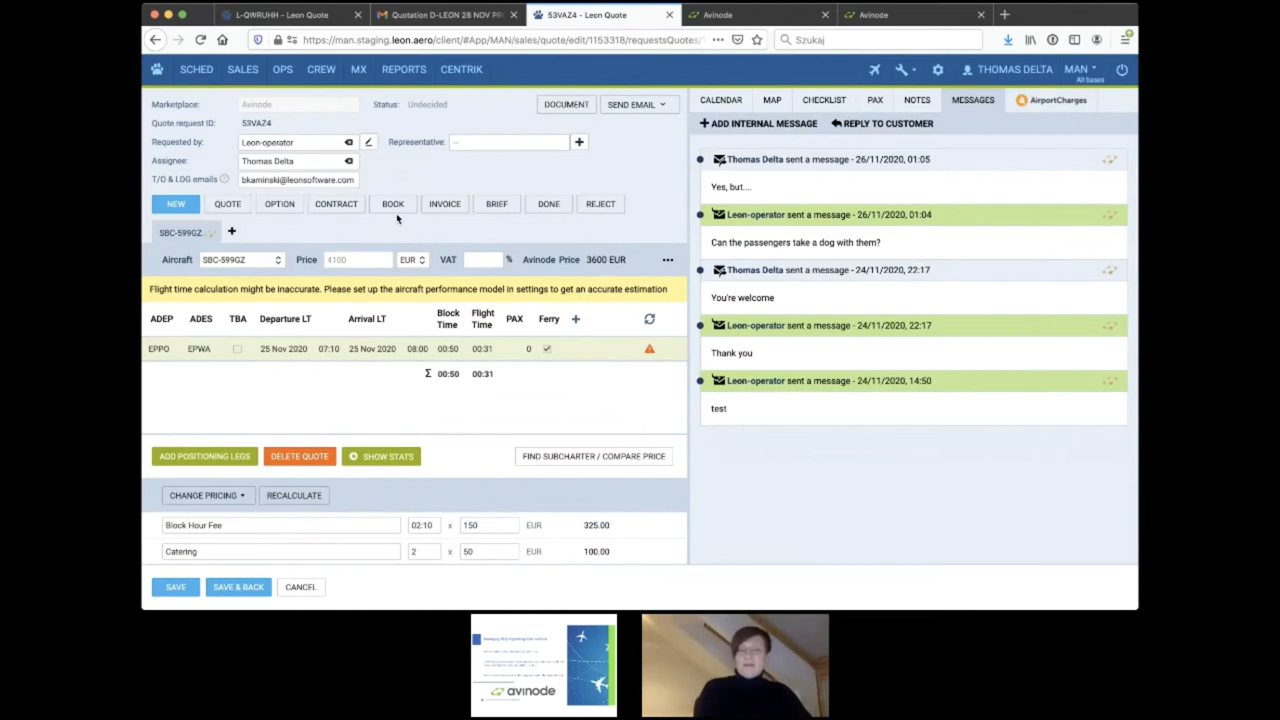 L-QWRUHH - Leon Quote
Quotation D-LEON 28 NOV PR
53VAZ4 - Leon Quote
Avinode
Avinode
https://man.staging.leon.aero/client/#App/MAN/sales/quote/edit/1153318/requestsQuotes/
Szukaj
SCHED SALES OPS CREW MX REPORTS CENTRIK
THOMAS DELTA MAN
All bases
Marketplace: Avinode Status: Undecided DOCUMENT SEND EMAIL
Quote request ID: 53VAZ4
Requested by: Leon-operator Representative: ---
Assignee: Thomas Delta
T/O & LDG emails bkaminski@leonsoftware.com
NEW QUOTE OPTION CONTRACT BOOK INVOICE BRIEF DONE REJECT
SBC-599GZ
Aircraft SBC-599GZ Price 4100 EUR VAT % Avinode Price 3600 EUR
Flight time calculation might be inaccurate. Please set up the aircraft performance model in settings to get an accurate estimation
ADEP ADES TBA Departure LT Arrival LT Block Time Flight Time PAX Ferry
EPPO EPWA 25 Nov 2020 07:10 25 Nov 2020 08:00 00:50 00:31 0
Σ 00:50 00:31
ADD POSITIONING LEGS DELETE QUOTE SHOW STATS FIND SUBCHARTER / COMPARE PRICE
CHANGE PRICING RECALCULATE
Block Hour Fee 02:10 x 150 EUR 325.00
Catering 2 x 50 EUR 100.00
SAVE SAVE & BACK CANCEL
CALENDAR MAP CHECKLIST PAX NOTES MESSAGES AirportCharges
ADD INTERNAL MESSAGE REPLY TO CUSTOMER
Thomas Delta sent a message - 26/11/2020, 01:05
Yes, but....
Leon-operator sent a message - 26/11/2020, 01:04
Can the passengers take a dog with them?
Thomas Delta sent a message - 24/11/2020, 22:17
You're welcome
Leon-operator sent a message - 24/11/2020, 22:17
Thank you
Leon-operator sent a message - 24/11/2020, 14:50
test
avinode